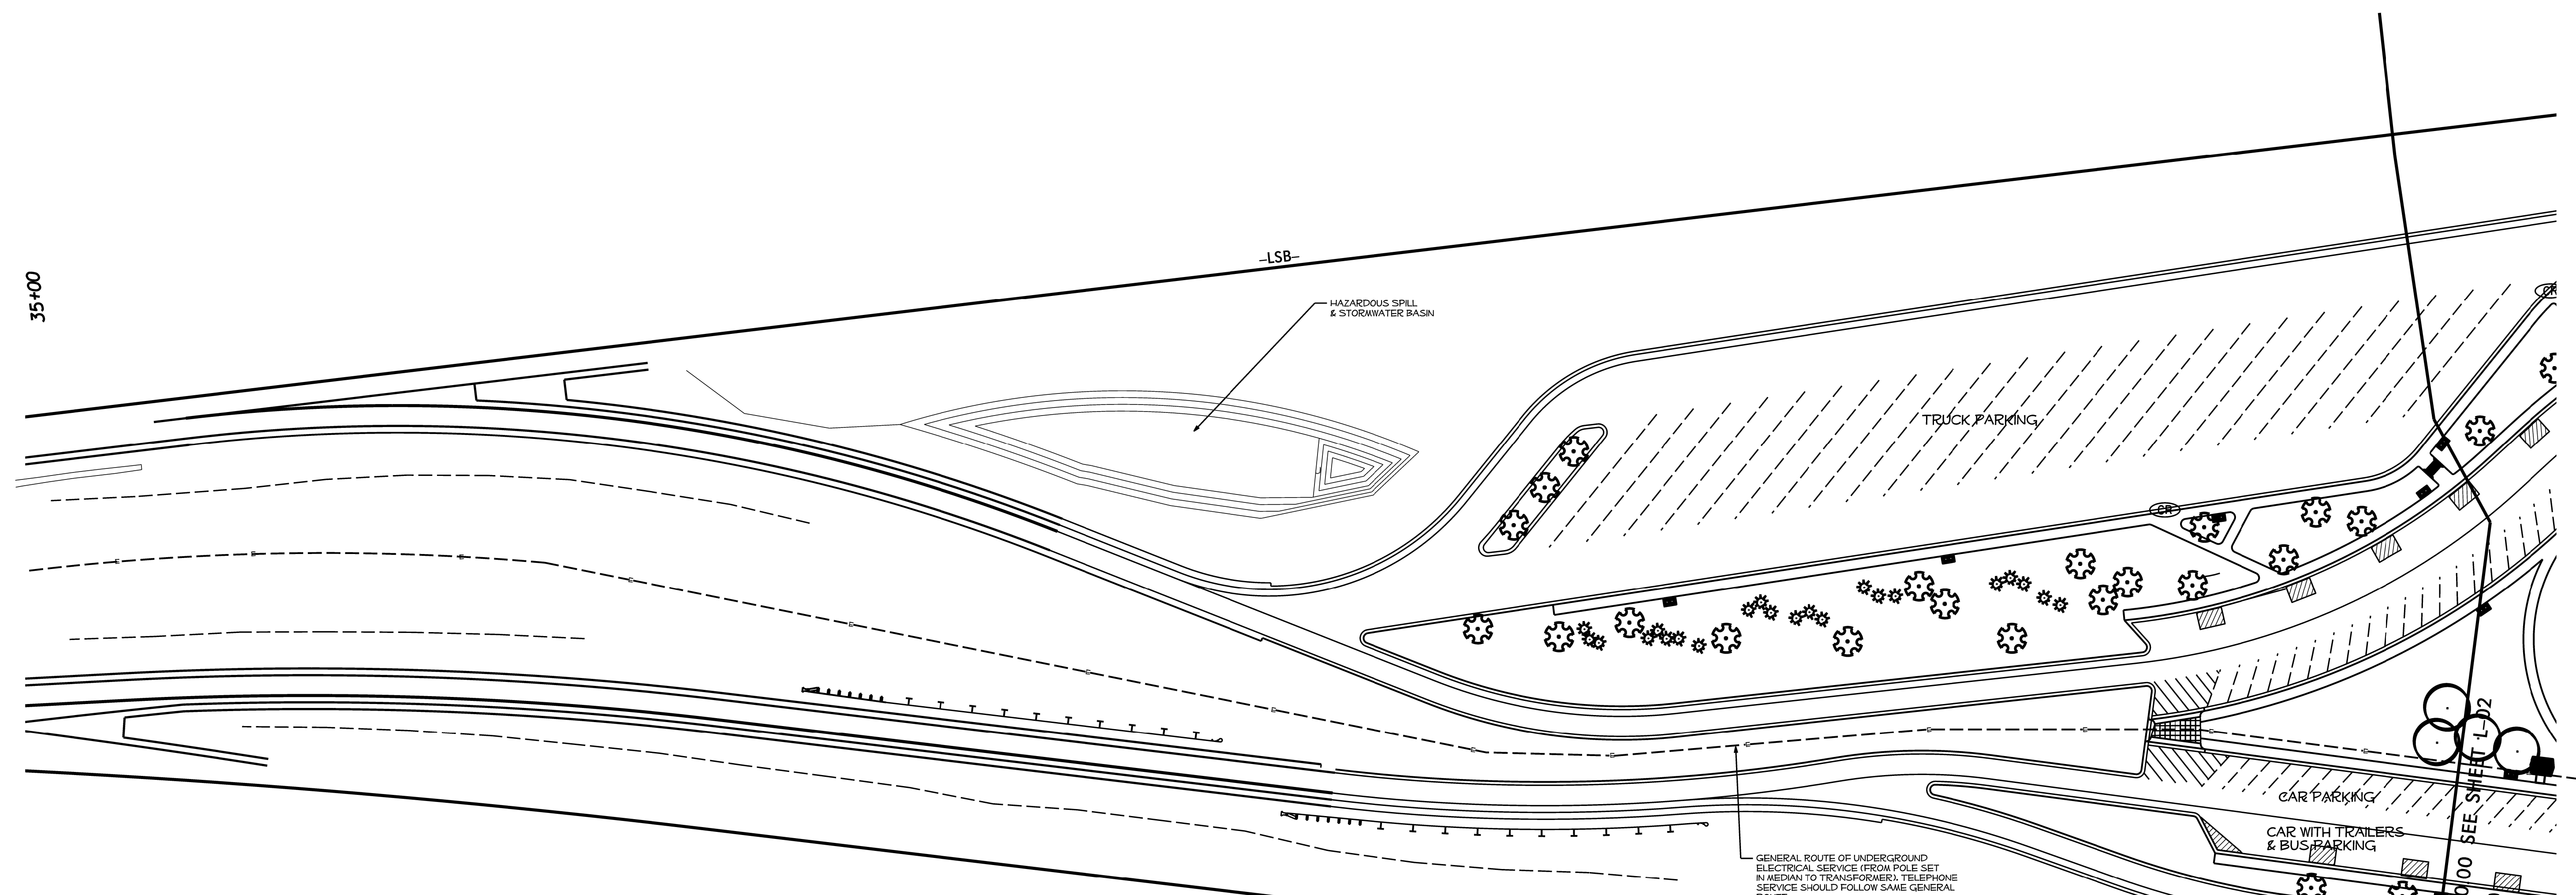 35+00
-LSB-
HAZARDOUS SPILL
& STORMWATER BASIN
TRUCK PARKING
CR
CR
E
E
E
E
E
E
E
E
E
E
E
E
E
E
CAR PARKING
CAR WITH TRAILERS
& BUS PARKING
SEE SHEET L-02
GENERAL ROUTE OF UNDERGROUND
ELECTRICAL SERVICE (FROM POLE SET
IN MEDIAN TO TRANSFORMER). TELEPHONE
SERVICE SHOULD FOLLOW SAME GENERAL